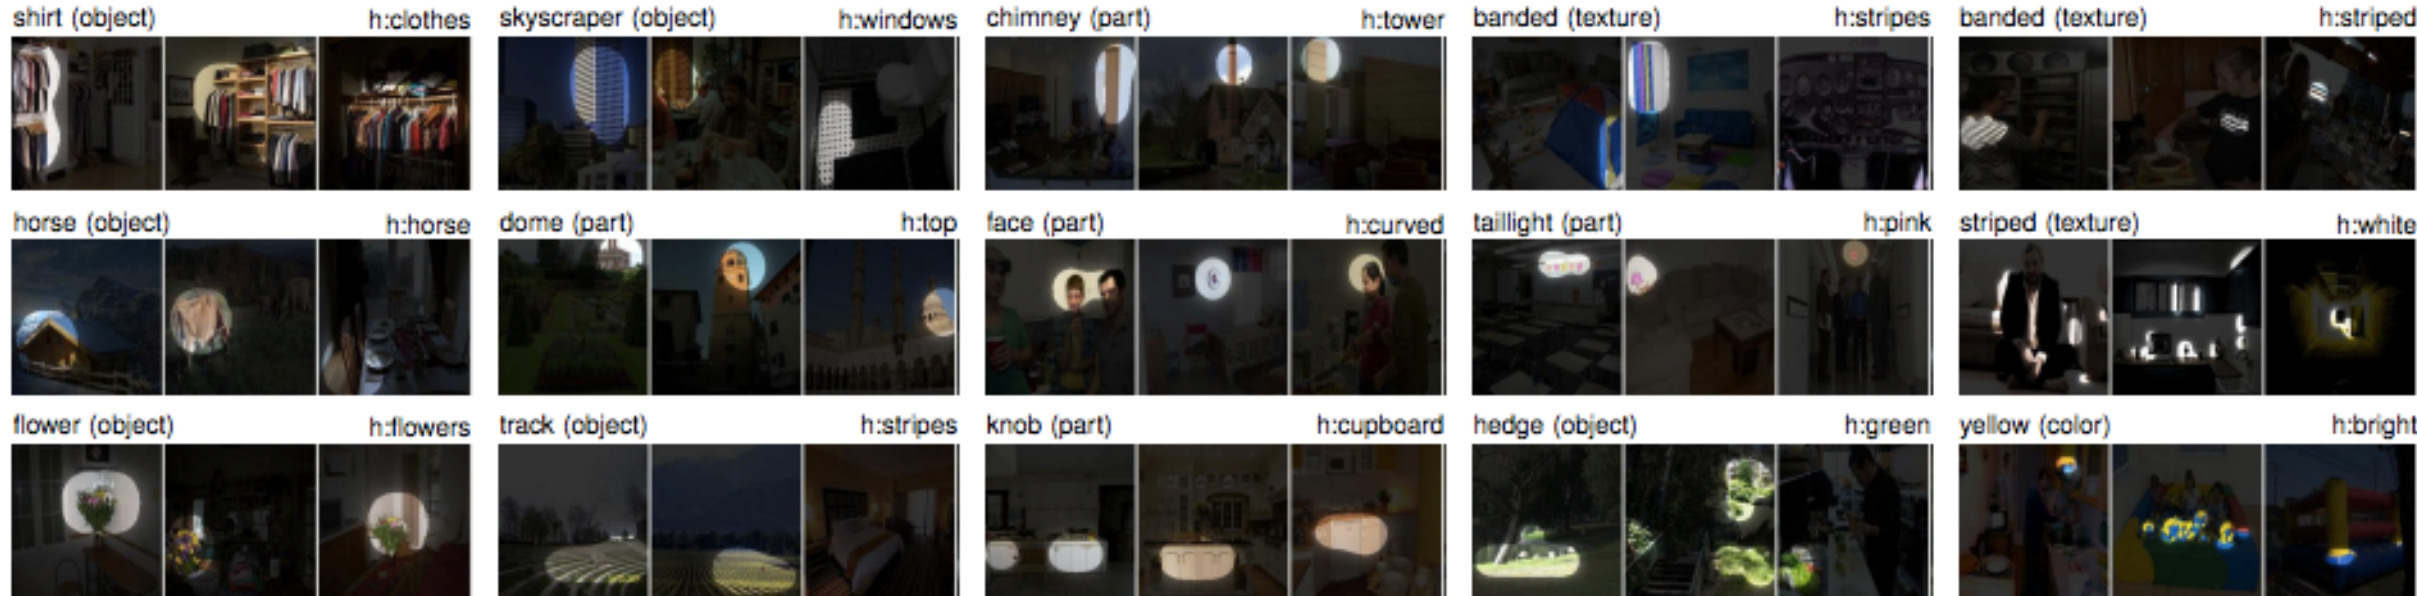 shirt (object) h:clothes skyscraper (object) h:windows chimney (part) h:tower banded (texture) h:stripes banded (texture) h:striped
horse (object) h:horse dome (part) h:top face (part) h:curved taillight (part) h:pink striped (texture) h:white
flower (object) h:flowers track (object) h:stripes knob (part) h:cupboard hedge (object) h:green yellow (color) h:bright